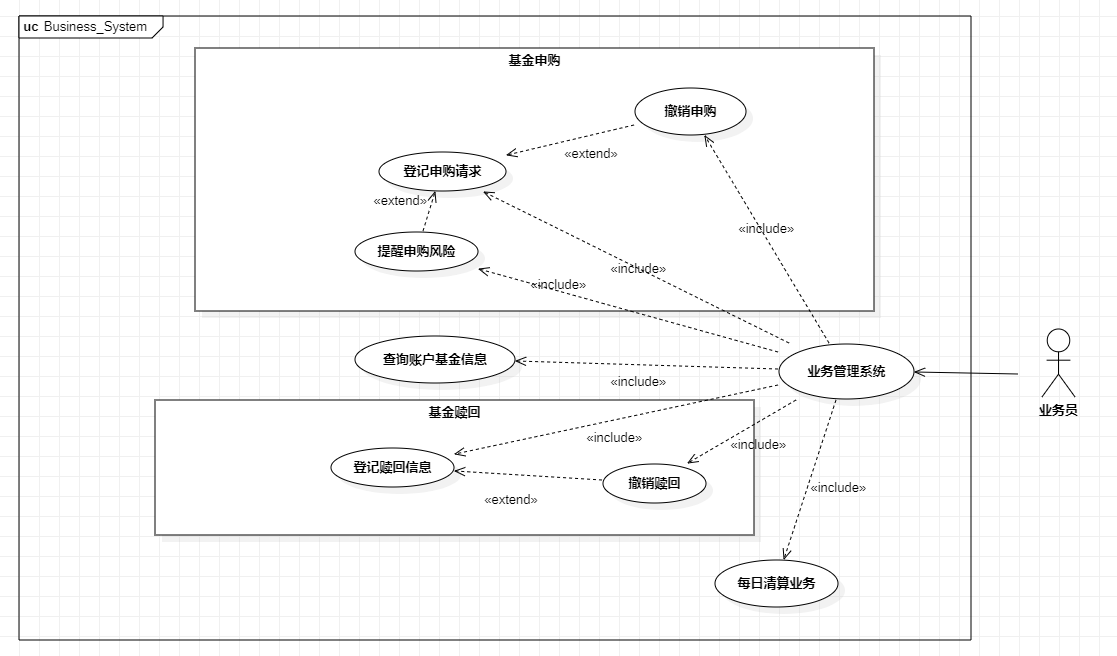 uc Business_System
基金申购
撤销申购
«extend»
登记申购请求
«extend»
«include»
提醒申购风险
«include»
«include»
查询账户基金信息
«include»
业务管理系统
业务员
基金赎回
«include»
«include»
登记赎回信息
撤销赎回
«extend»
«include»
每日清算业务